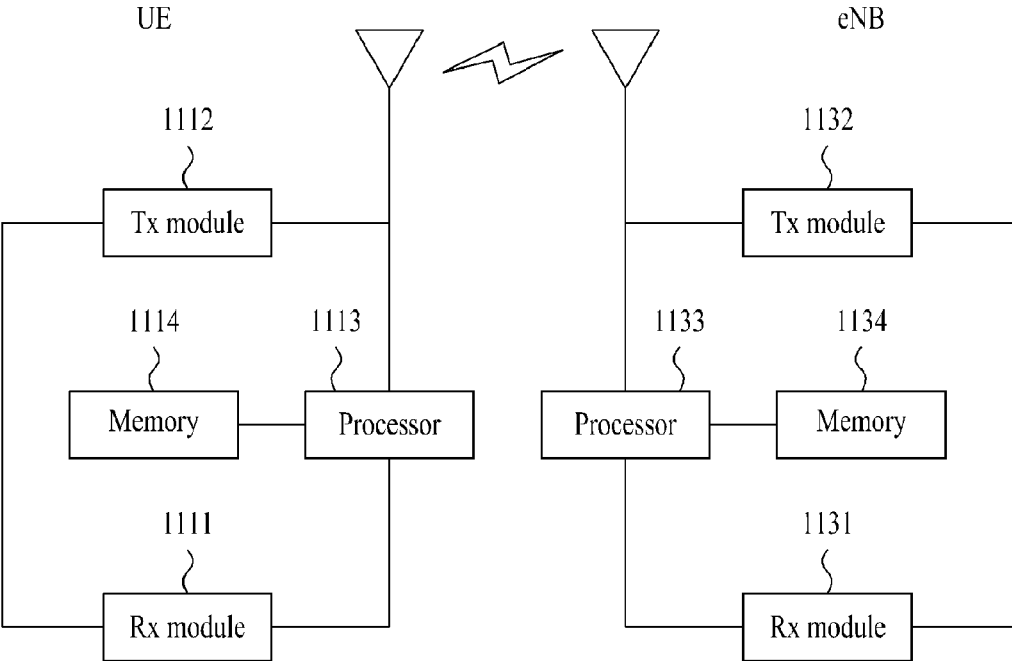 UE
eNB
1112
1132
Tx module
Tx module
1114
1113
1133
1134
Memory
Processor
Processor
Memory
1111
1131
Rx module
Rx module